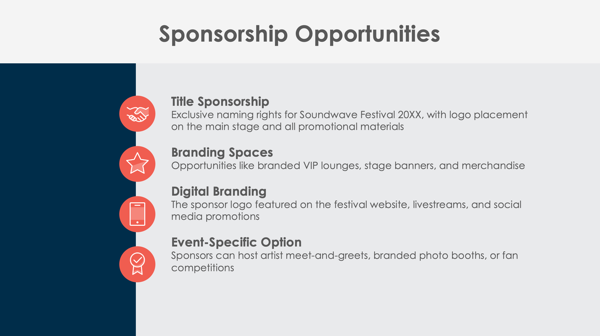 Sponsorship Opportunities
Title Sponsorship
Exclusive naming rights for Soundwave Festival 20XX, with logo placement
on the main stage and all promotional materials
Branding Spaces
Opportunities like branded VIP lounges, stage banners, and merchandise
Digital Branding
The sponsor logo featured on the festival website, livestreams, and social
media promotions
Event-Specific Option
Sponsors can host artist meet-and-greets, branded photo booths, or fan
competitions